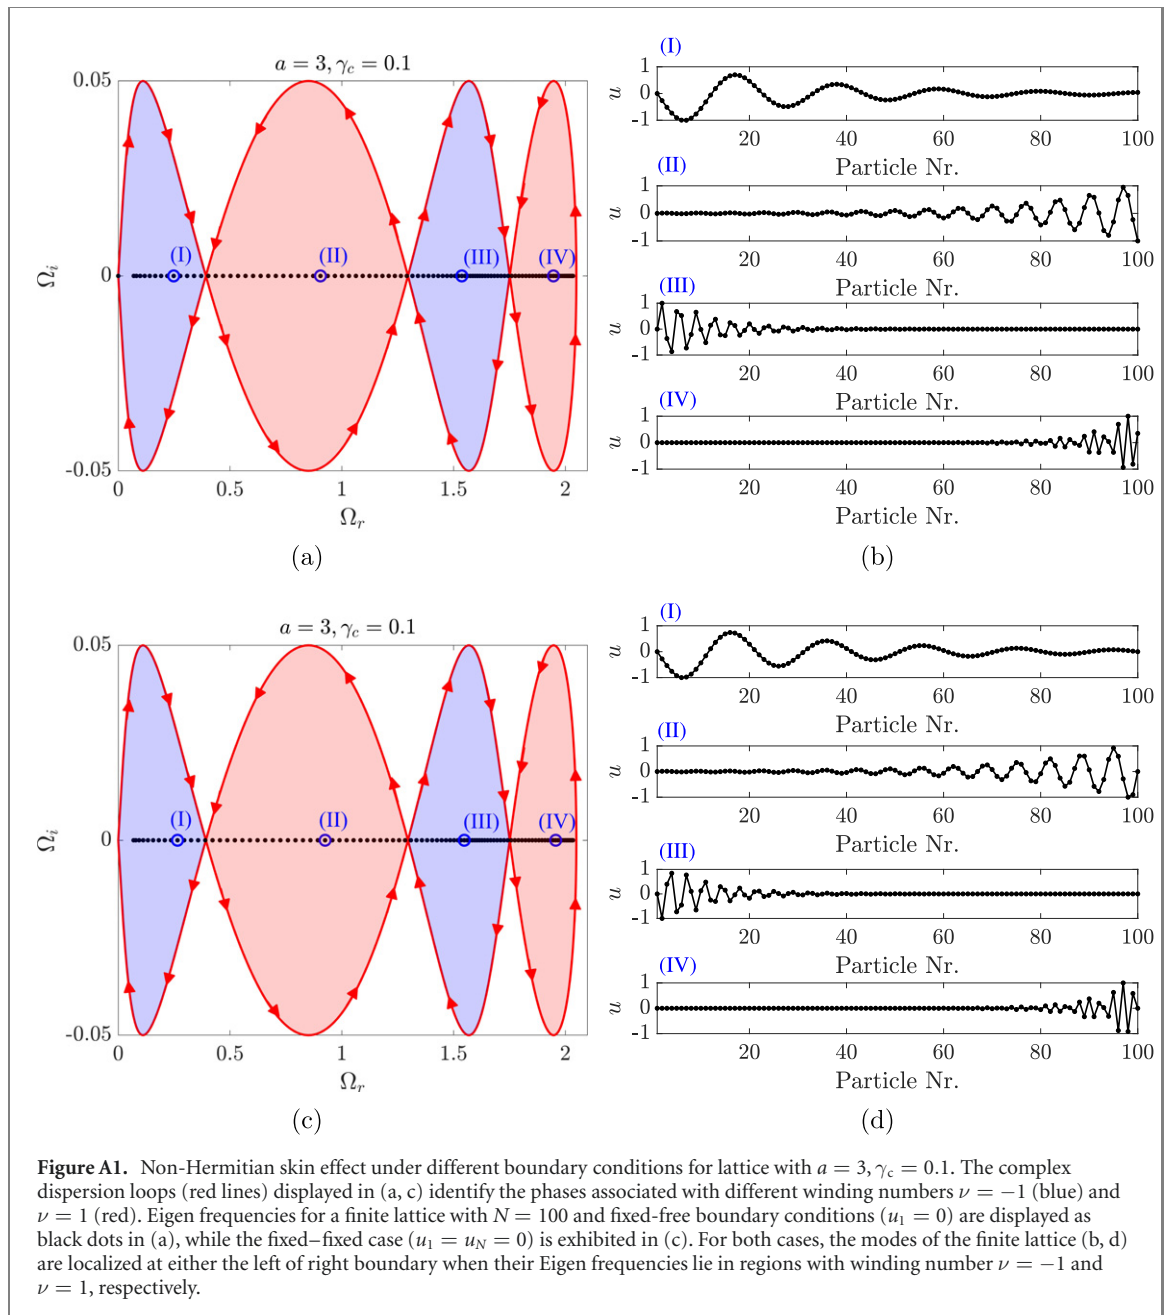 a = 3, γc = 0.1
0.05
Ωi
0
-0.05
(I)
(II)
(III)
(IV)
0
0.5
1
1.5
2
Ωr
(a)
(I)
1
0
-1
u
20
40
60
80
100
Particle Nr.
(II)
1
0
-1
u
20
40
60
80
100
Particle Nr.
(III)
1
0
-1
u
20
40
60
80
100
Particle Nr.
(IV)
1
0
-1
u
20
40
60
80
100
Particle Nr.
(b)
a = 3, γc = 0.1
0.05
Ωi
0
-0.05
(I)
(II)
(III)
(IV)
0
0.5
1
1.5
2
Ωr
(c)
(I)
1
0
-1
u
20
40
60
80
100
Particle Nr.
(II)
1
0
-1
u
20
40
60
80
100
Particle Nr.
(III)
1
0
-1
u
20
40
60
80
100
Particle Nr.
(IV)
1
0
-1
u
20
40
60
80
100
Particle Nr.
(d)
Figure A1. Non-Hermitian skin effect under different boundary conditions for lattice with a = 3, γc = 0.1. The complex
dispersion loops (red lines) displayed in (a, c) identify the phases associated with different winding numbers ν = −1 (blue) and
ν = 1 (red). Eigen frequencies for a finite lattice with N = 100 and fixed-free boundary conditions (u1 = 0) are displayed as
black dots in (a), while the fixed–fixed case (u1 = uN = 0) is exhibited in (c). For both cases, the modes of the finite lattice (b, d)
are localized at either the left of right boundary when their Eigen frequencies lie in regions with winding number ν = −1 and
ν = 1, respectively.